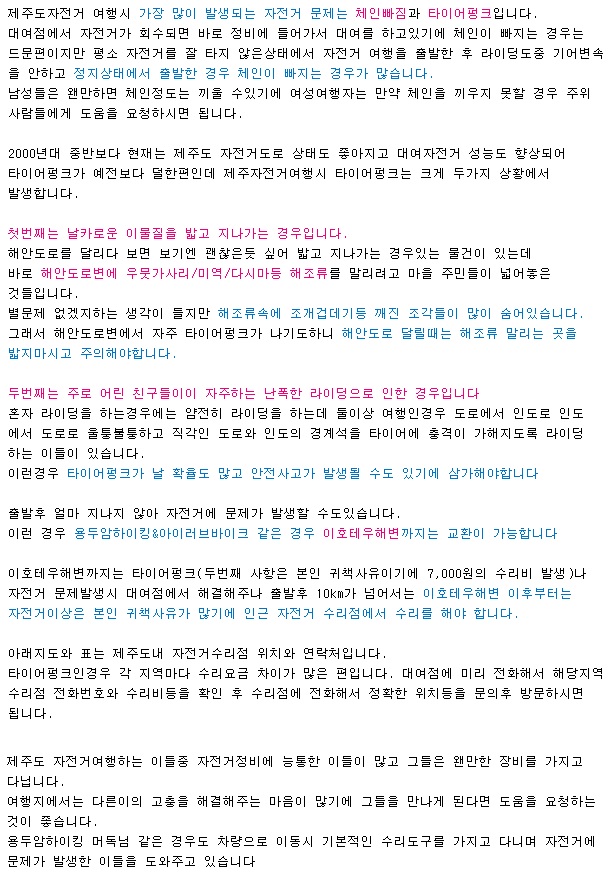 제주도자전거 여행시 가장 많이 발생되는 자전거 문제는 체인빠짐과 타이어펑크입니다.
대여점에서 자전거가 회수되면 바로 정비에 들어가서 대여를 하고있기에 체인이 빠지는 경우는
드문편이지만 평소 자전거를 잘 타지 않은상태에서 자전거 여행을 출발한 후 라이딩도중 기어변속
을 안하고 정지상태에서 출발한 경우 체인이 빠지는 경우가 많습니다.
남성들은 왠만하면 체인정도는 끼울 수있기에 여성여행자는 만약 체인을 끼우지 못할 경우 주위
사람들에게 도움을 요청하시면 됩니다.
2000년대 중반보다 현재는 제주도 자전거도로 상태도 좋아지고 대여자전거 성능도 향상되어
타이어펑크가 예전보다 덜한편인데 제주자전거여행시 타이어펑크는 크게 두가지 상황에서
발생합니다.
첫번째는 날카로운 이물질을 밟고 지나가는 경우입니다.
해안도로를 달리다 보면 보기엔 괜찮은듯 싶어 밟고 지나가는 경우있는 물건이 있는데
바로 해안도로변에 우뭇가사리/미역/다시마등 해조류를 말리려고 마을 주민들이 넓어놓은
것들입니다.
별문제 없겠지하는 생각이 들지만 해조류속에 조개겁데기등 깨진 조각들이 많이 숨어있습니다.
그래서 해안도로변에서 자주 타이어펑크가 나기도하니 해안도로 달릴때는 해조류 말리는 곳을
밟지마시고 주의해야합니다.
두번째는 주로 어린 친구들이이 자주하는 난폭한 라이딩으로 인한 경우입니다
혼자 라이딩을 하는경우에는 얌전히 라이딩을 하는데 둘이상 여행인경우 도로에서 인도로 인도
에서 도로로 울퉁불퉁하고 직각인 도로와 인도의 경계석을 타이어에 충격이 가해지도록 라이딩
하는 이들이 있습니다.
이런경우 타이어펑크가 날 확률도 많고 안전사고가 발생될 수도 있기에 삼가해야합니다
출발후 얼마 지나지 않아 자전거에 문제가 발생할 수도있습니다.
이런 경우 용두암하이킹&아이러브바이크 같은 경우 이호테우해변까지는 교환이 가능합니다
이호테우해변까지는 타이어펑크(두번째 사항은 본인 귀책사유이기에 7,000원의 수리비 발생)나
자전거 문제발생시 대여점에서 해결해주나 출발후 10km가 넘어서는 이호테우해변 이후부터는
자전거이상은 본인 귀책사유가 많기에 인근 자전거 수리점에서 수리를 해야 합니다.
아래지도와 표는 제주도내 자전거수리점 위치와 연락처입니다.
타이어펑크인경우 각 지역마다 수리요금 차이가 많은 편입니다. 대여점에 미리 전화해서 해당지역
수리점 전화번호와 수리비등을 확인 후 수리점에 전화해서 정확한 위치등을 문의후 방문하시면
됩니다.
제주도 자전거여행하는 이들중 자전거정비에 능통한 이들이 많고 그들은 왠만한 장비를 가지고
다닙니다.
여행지에서는 다른이의 고충을 해결해주는 마음이 많기에 그들을 만나게 된다면 도움을 요청하는
것이 좋습니다.
용두암하이킹 머독님 같은 경우도 차량으로 이동시 기본적인 수리도구를 가지고 다니며 자전거에
문제가 발생한 이들을 도와주고 있습니다